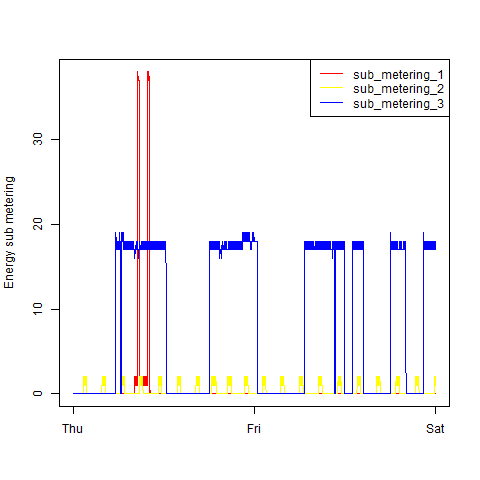 sub_metering_1
sub_metering_2
sub_metering_3
Energy sub metering
30
20
10
0
Thu Fri Sat